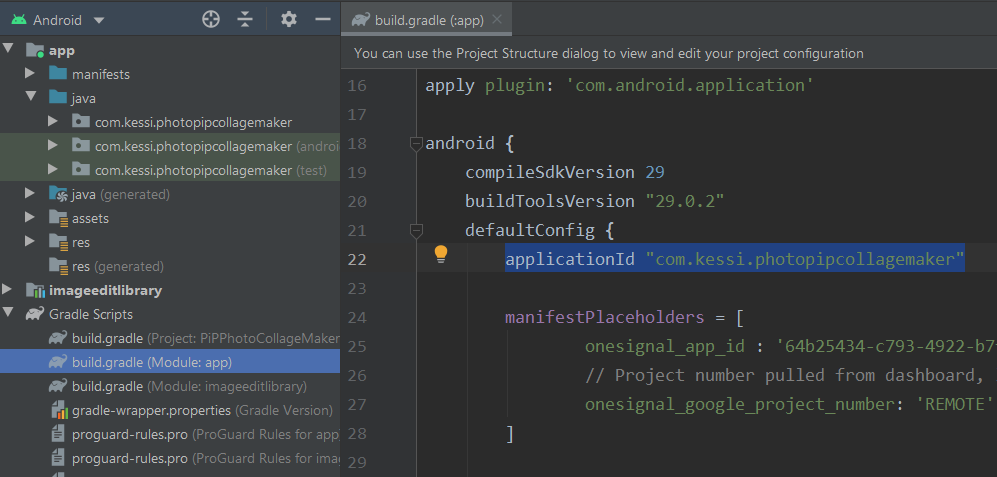 Android
app
manifests
java
com.kessi.photopipcollagemaker
com.kessi.photopipcollagemaker (androi
com.kessi.photopipcollagemaker (test)
java (generated)
assets
res
res (generated)
imageeditlibrary
Gradle Scripts
build.gradle (Project: PiPPhotoCollageMaker
build.gradle (Module: app)
build.gradle (Module: imageeditlibrary)
gradle-wrapper.properties (Gradle Version)
proguard-rules.pro (ProGuard Rules for app
proguard-rules.pro (ProGuard Rules for ima
build.gradle (:app)
You can use the Project Structure dialog to view and edit your project configuration
16 apply plugin: 'com.android.application'
17
18 android {
19 compileSdkVersion 29
20 buildToolsVersion "29.0.2"
21 defaultConfig {
22 applicationId "com.kessi.photopipcollagemaker"
23
24 manifestPlaceholders = [
25 onesignal_app_id : '64b25434-c793-4922-b7
26 // Project number pulled from dashboard,
27 onesignal_google_project_number: 'REMOTE'
28 ]
29